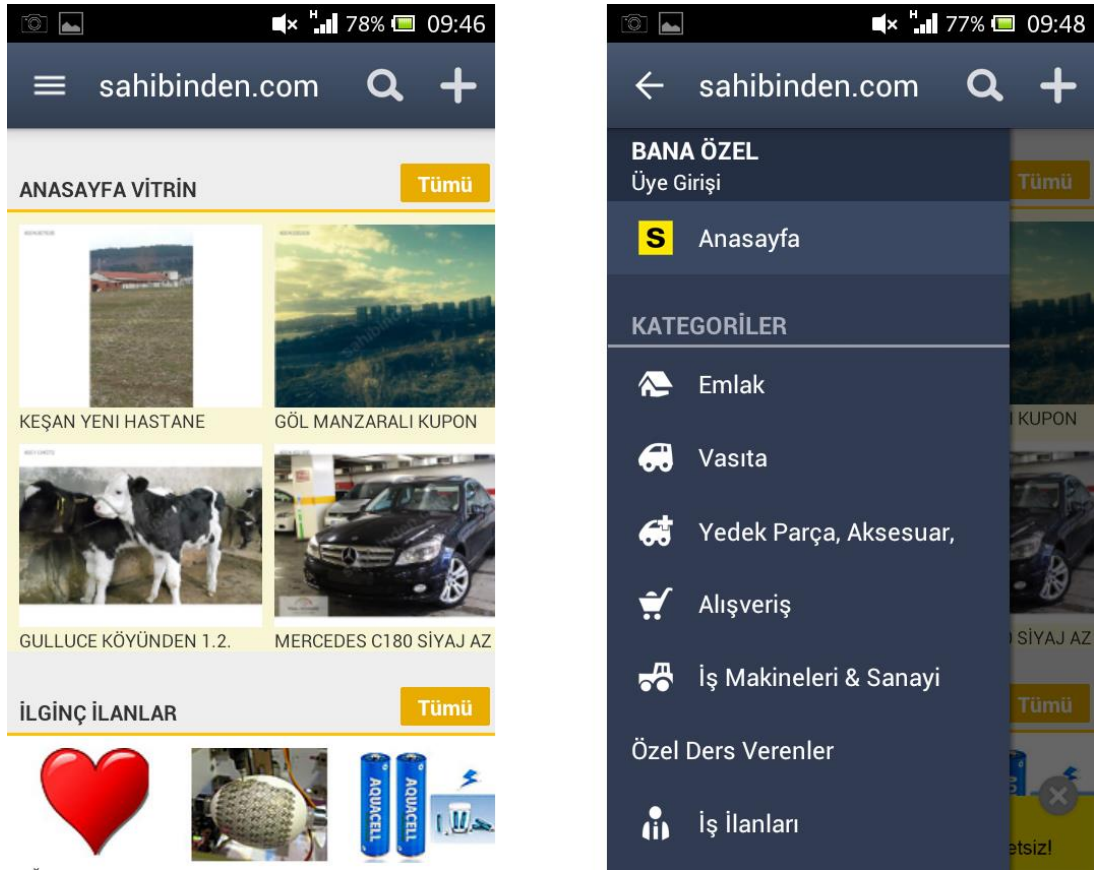 H 78% 09:46
sahibinden.com
ANASAYFA VİTRİN Tümü
KEŞAN YENI HASTANE GÖL MANZARALI KUPON
GULLUCE KÖYÜNDEN 1.2. MERCEDES C180 SİYAJ AZ
İLGİNÇ İLANLAR Tümü
AQUACELL AQUACELL
H 77% 09:48
sahibinden.com
BANA ÖZEL
Üye Girişi
Tümü
S Anasayfa
KATEGORİLER
Emlak
KUPON
Vasıta
Yedek Parça, Aksesuar,
Alışveriş
SİYAJ AZ
İş Makineleri & Sanayi
Tümü
Özel Ders Verenler
İş İlanları
etsiz!